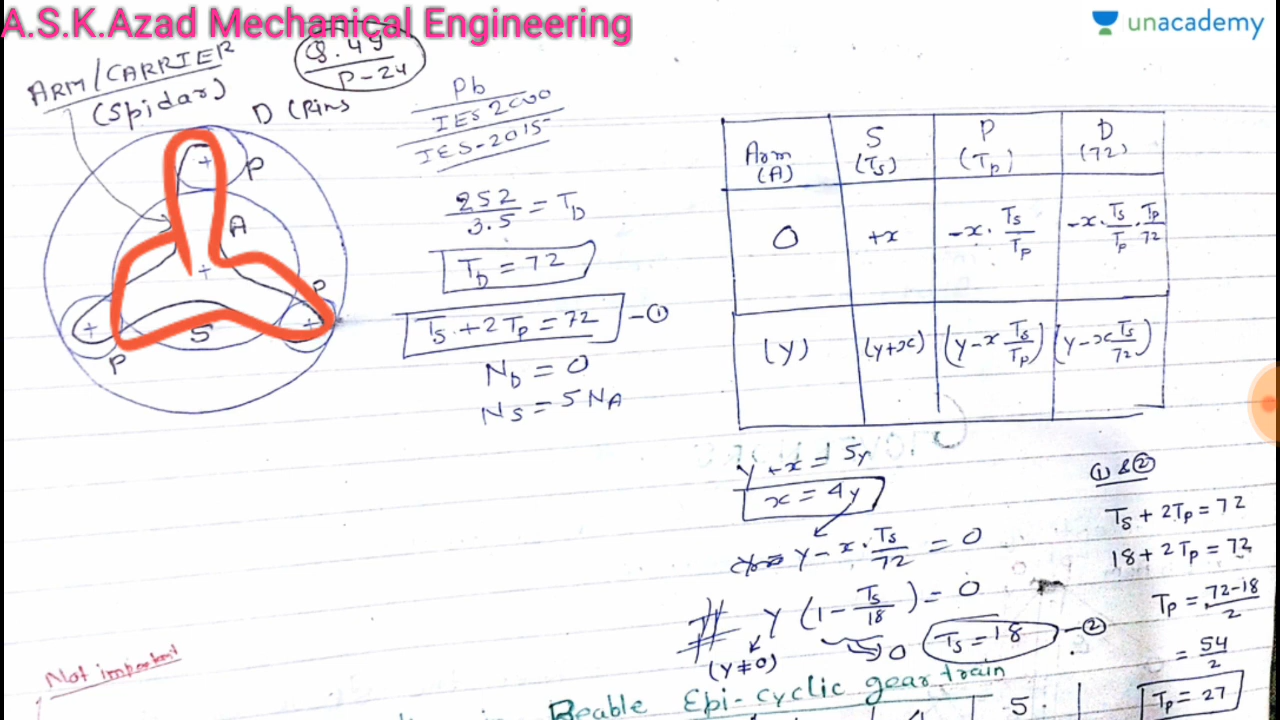 A.S.K.Azad Mechanical Engineering
unacademy
Q.49
P-24
ARM/CARRIER
(Spidar)
D (Ring
P
A
P
S
P
Pb
IES 2000
IES-2015
252/3.5 = T_D
T_D = 72
T_S + 2T_P = 72 —①
N_D = 0
N_S = 5 N_A
Arm (A) S (T_S) P (T_P) D (72)
0 +x -x·T_S/T_P -x·T_S/T_P·T_P/72
(y) (y+x) (y-x T_S/T_P) (y-x T_S/72)
y + x = 5y
x = 4y
y - x·T_S/72 = 0
y (1 - T_S/18) = 0
(y≠0) 0 T_S = 18 —②
① & ②
T_S + 2T_P = 72
18 + 2T_P = 72
T_P = 72-18/2
= 54/2
T_P = 27
Not important
Epi-cyclic gear train
5